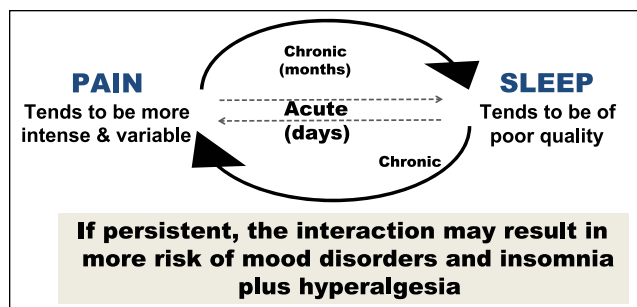 Chronic
(months)
PAIN
Tends to be more
intense & variable
Acute
(days)
SLEEP
Tends to be of
poor quality
Chronic
If persistent, the interaction may result in
more risk of mood disorders and insomnia
plus hyperalgesia